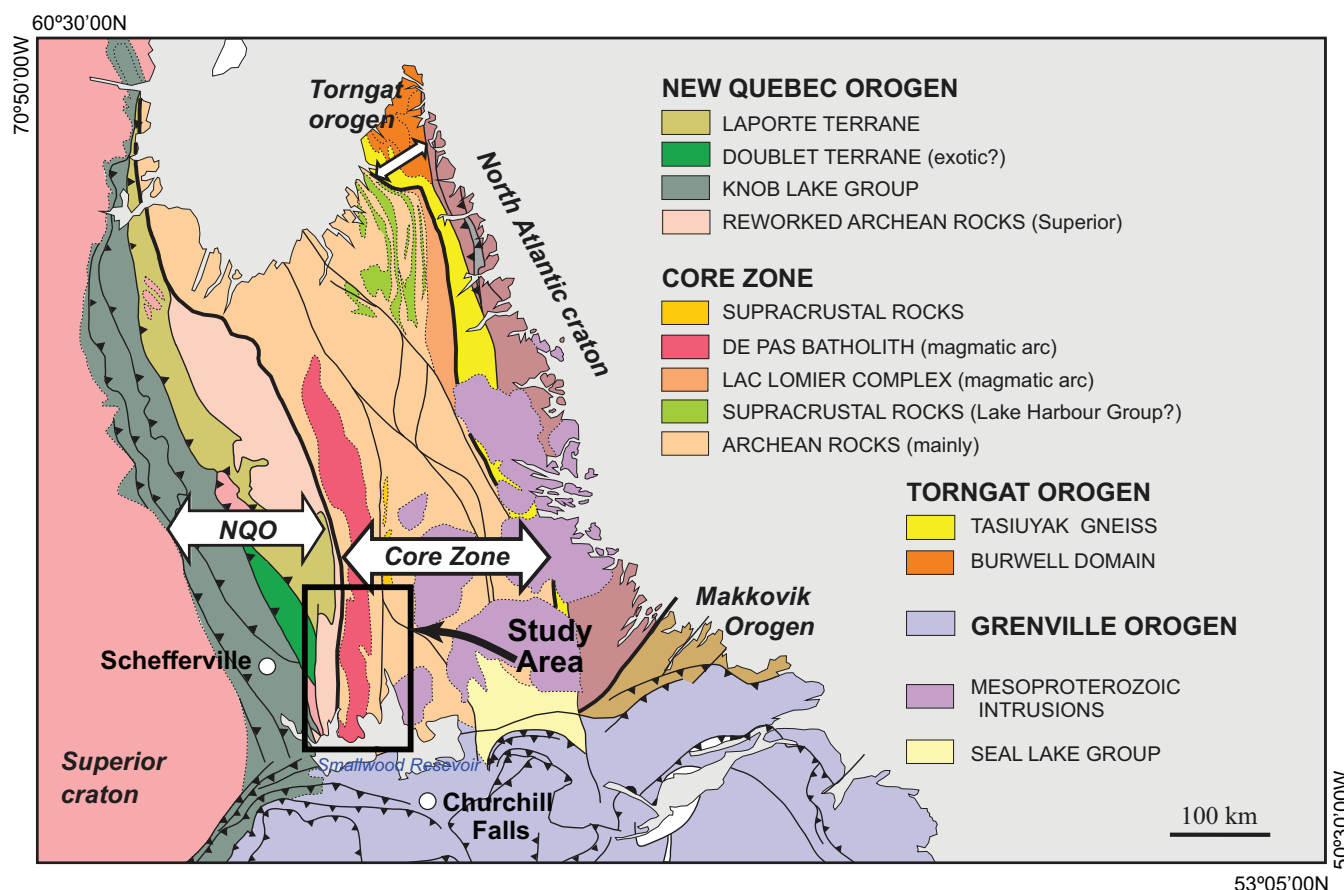 60º30'00N
70º50'00W
Torngat
orogen
North Atlantic craton
NQO
Core Zone
Study
Area
Makkovik
Orogen
Schefferville
Superior
craton
Smallwood Resevoir
Churchill
Falls
NEW QUEBEC OROGEN
LAPORTE TERRANE
DOUBLET TERRANE (exotic?)
KNOB LAKE GROUP
REWORKED ARCHEAN ROCKS (Superior)
CORE ZONE
SUPRACRUSTAL ROCKS
DE PAS BATHOLITH (magmatic arc)
LAC LOMIER COMPLEX (magmatic arc)
SUPRACRUSTAL ROCKS (Lake Harbour Group?)
ARCHEAN ROCKS (mainly)
TORNGAT OROGEN
TASIUYAK GNEISS
BURWELL DOMAIN
GRENVILLE OROGEN
MESOPROTEROZOIC
INTRUSIONS
SEAL LAKE GROUP
100 km
50º30'00W
53º05'00N